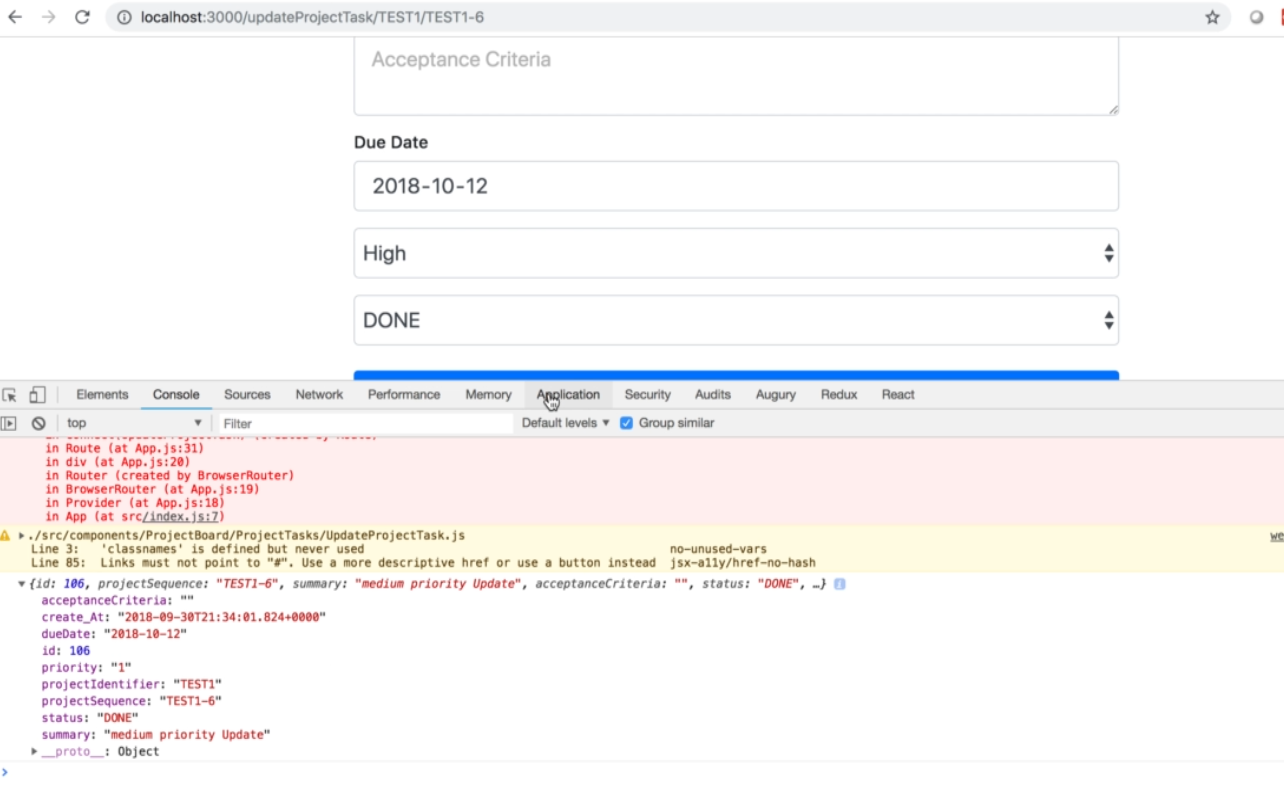 localhost:3000/updateProjectTask/TEST1/TEST1-6
Acceptance Criteria
Due Date
2018-10-12
High
DONE
Elements Console Sources Network Performance Memory Application Security Audits Augury Redux React
top Filter Default levels Group similar
in Route (at App.js:31)
in div (at App.js:20)
in Router (created by BrowserRouter)
in BrowserRouter (at App.js:19)
in Provider (at App.js:18)
in App (at src/index.js:7)
./src/components/ProjectBoard/ProjectTasks/UpdateProjectTask.js we
Line 3: 'classnames' is defined but never used no-unused-vars
Line 85: Links must not point to "#". Use a more descriptive href or use a button instead jsx-a11y/href-no-hash
{id: 106, projectSequence: "TEST1-6", summary: "medium priority Update", acceptanceCriteria: "", status: "DONE", …}
acceptanceCriteria: ""
create_At: "2018-09-30T21:34:01.824+0000"
dueDate: "2018-10-12"
id: 106
priority: "1"
projectIdentifier: "TEST1"
projectSequence: "TEST1-6"
status: "DONE"
summary: "medium priority Update"
__proto__: Object